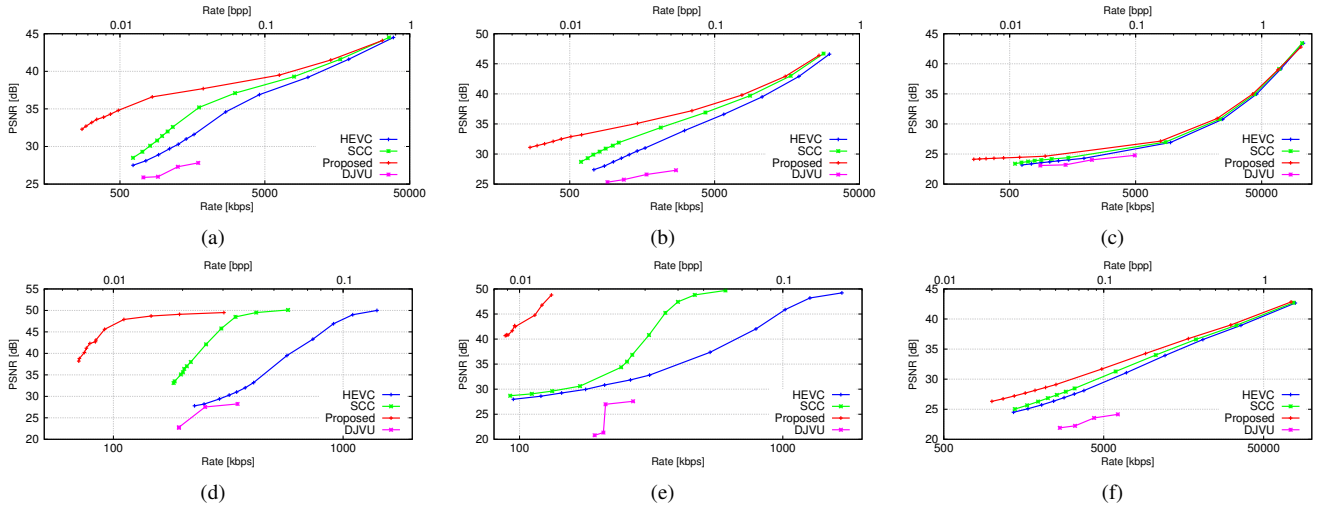 Rate [bpp]
0.01 0.1 1
PSNR [dB]
45
40
35
30
25
HEVC
SCC
Proposed
DJVU
500 5000 50000
Rate [kbps]
(a)
Rate [bpp]
0.01 0.1
PSNR [dB]
50
45
40
35
30
25
HEVC
SCC
Proposed
DJVU
500 5000 50000
Rate [kbps]
(b)
Rate [bpp]
0.01 0.1 1
PSNR [dB]
45
40
35
30
25
20
HEVC
SCC
Proposed
DJVU
500 5000 50000
Rate [kbps]
(c)
Rate [bpp]
0.01 0.1
PSNR [dB]
55
50
45
40
35
30
25
20
HEVC
SCC
Proposed
DJVU
100 1000
Rate [kbps]
(d)
Rate [bpp]
0.01 0.1
PSNR [dB]
50
45
40
35
30
25
20
HEVC
SCC
Proposed
DJVU
100 1000
Rate [kbps]
(e)
Rate [bpp]
0.01 0.1 1
PSNR [dB]
45
40
35
30
25
20
HEVC
SCC
Proposed
DJVU
500 5000 50000
Rate [kbps]
(f)